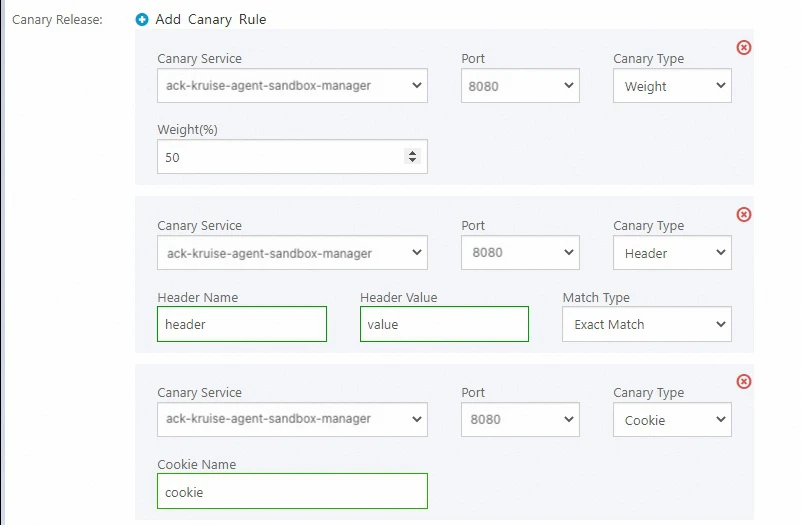 Canary Release: Add Canary Rule
Canary Service Port Canary Type
ack-kruise-agent-sandbox-manager 8080 Weight
Weight(%)
50
Canary Service Port Canary Type
ack-kruise-agent-sandbox-manager 8080 Header
Header Name Header Value Match Type
header value Exact Match
Canary Service Port Canary Type
ack-kruise-agent-sandbox-manager 8080 Cookie
Cookie Name
cookie